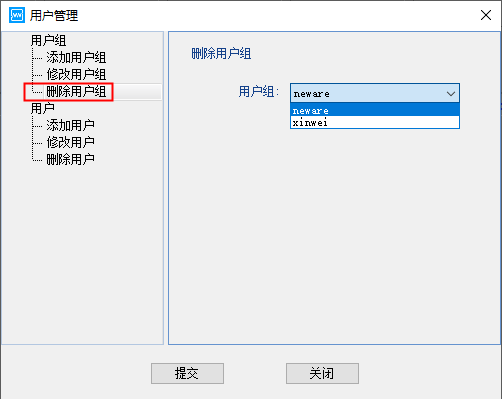 用户管理
用户组
添加用户组
修改用户组
删除用户组
用户
添加用户
修改用户
删除用户
删除用户组
用户组: neware
neware
xinwei
提交
关闭